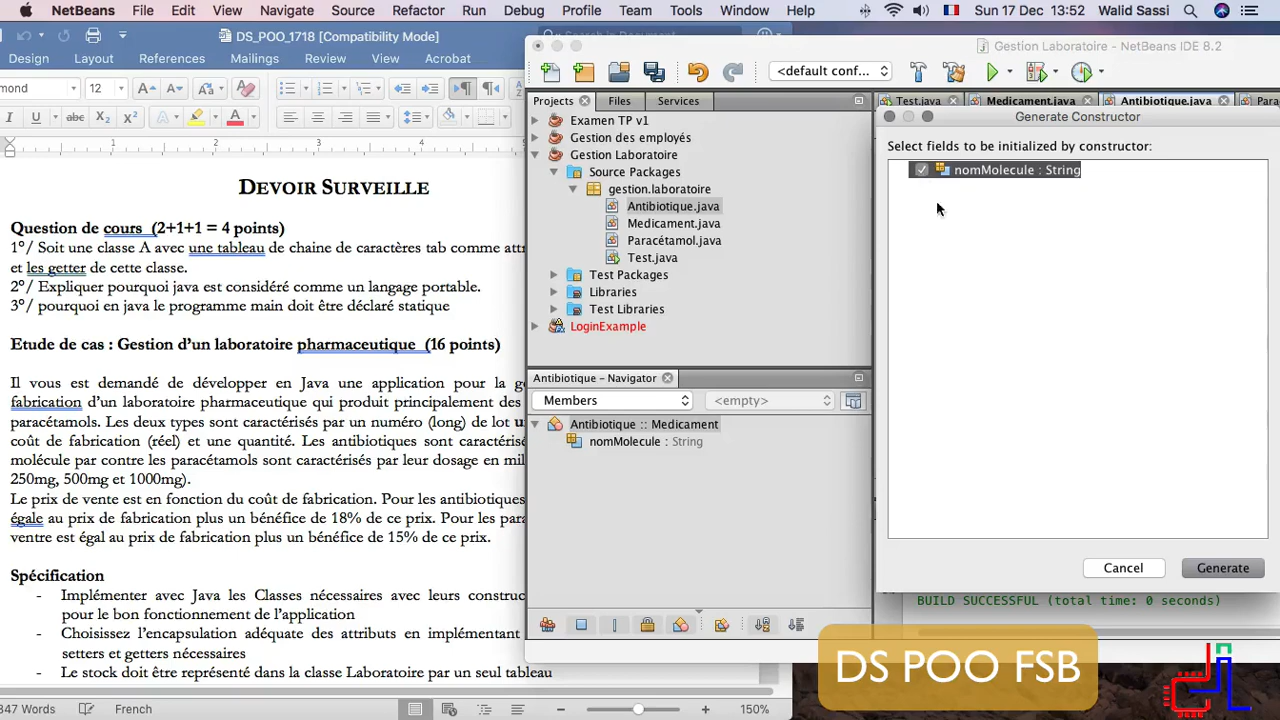 NetBeans File Edit View Navigate Source Refactor Run Debug Profile Team Tools Window Help Sun 17 Dec 13:52 Walid Sassi
DS_POO_1718 [Compatibility Mode]
Design Layout References Mailings Review View Acrobat
mond 12
Devoir Surveille
Question de cours (2+1+1 = 4 points)
1°/ Soit une classe A avec une tableau de chaine de caractères tab comme attr
et les getter de cette classe.
2°/ Expliquer pourquoi java est considéré comme un langage portable.
3°/ pourquoi en java le programme main doit être déclaré statique
Etude de cas : Gestion d'un laboratoire pharmaceutique (16 points)
Il vous est demandé de développer en Java une application pour la ge
fabrication d'un laboratoire pharmaceutique qui produit principalement des
paracétamols. Les deux types sont caractérisés par un numéro (long) de lot u
coût de fabrication (réel) et une quantité. Les antibiotiques sont caractéris
molécule par contre les paracétamols sont caractérisés par leur dosage en mil
250mg, 500mg et 1000mg).
Le prix de vente est en fonction du coût de fabrication. Pour les antibiotiques
égale au prix de fabrication plus un bénéfice de 18% de ce prix. Pour les para
ventre est égal au prix de fabrication plus un bénéfice de 15% de ce prix.
Spécification
- Implémenter avec Java les Classes nécessaires avec leurs construc
pour le bon fonctionnement de l'application
- Choisissez l'encapsulation adéquate des attributs en implémentant
setters et getters nécessaires
- Le stock doit être représenté dans la classe Laboratoire par un seul tableau
847 Words French 150%
Gestion Laboratoire - NetBeans IDE 8.2
<default conf...
Projects Files Services
Examen TP v1
Gestion des employés
Gestion Laboratoire
Source Packages
gestion.laboratoire
Antibiotique.java
Medicament.java
Paracétamol.java
Test.java
Test Packages
Libraries
Test Libraries
LoginExample
Antibiotique - Navigator
Members <empty>
Antibiotique :: Medicament
nomMolecule : String
Test.java Medicament.java Antibiotique.java Para
Generate Constructor
Select fields to be initialized by constructor:
nomMolecule : String
Cancel Generate
BUILD SUCCESSFUL (total time: 0 seconds)
DS POO FSB